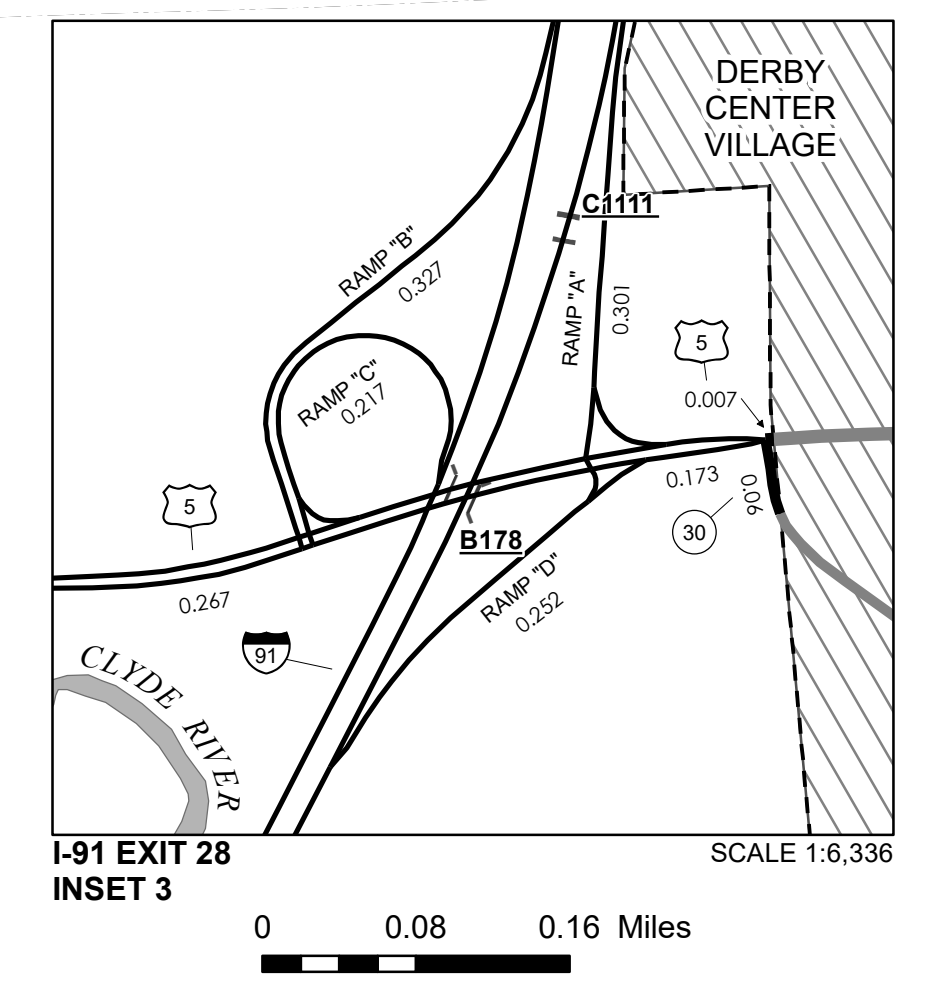 DERBY
CENTER
VILLAGE
C1111
RAMP "B"
0.327
RAMP "A"
0.301
5
0.007
RAMP "C"
0.217
5
0.173
0.06
30
B178
RAMP "D"
0.252
0.267
91
CLYDE RIVER
I-91 EXIT 28
INSET 3
SCALE 1:6,336
0 0.08 0.16 Miles